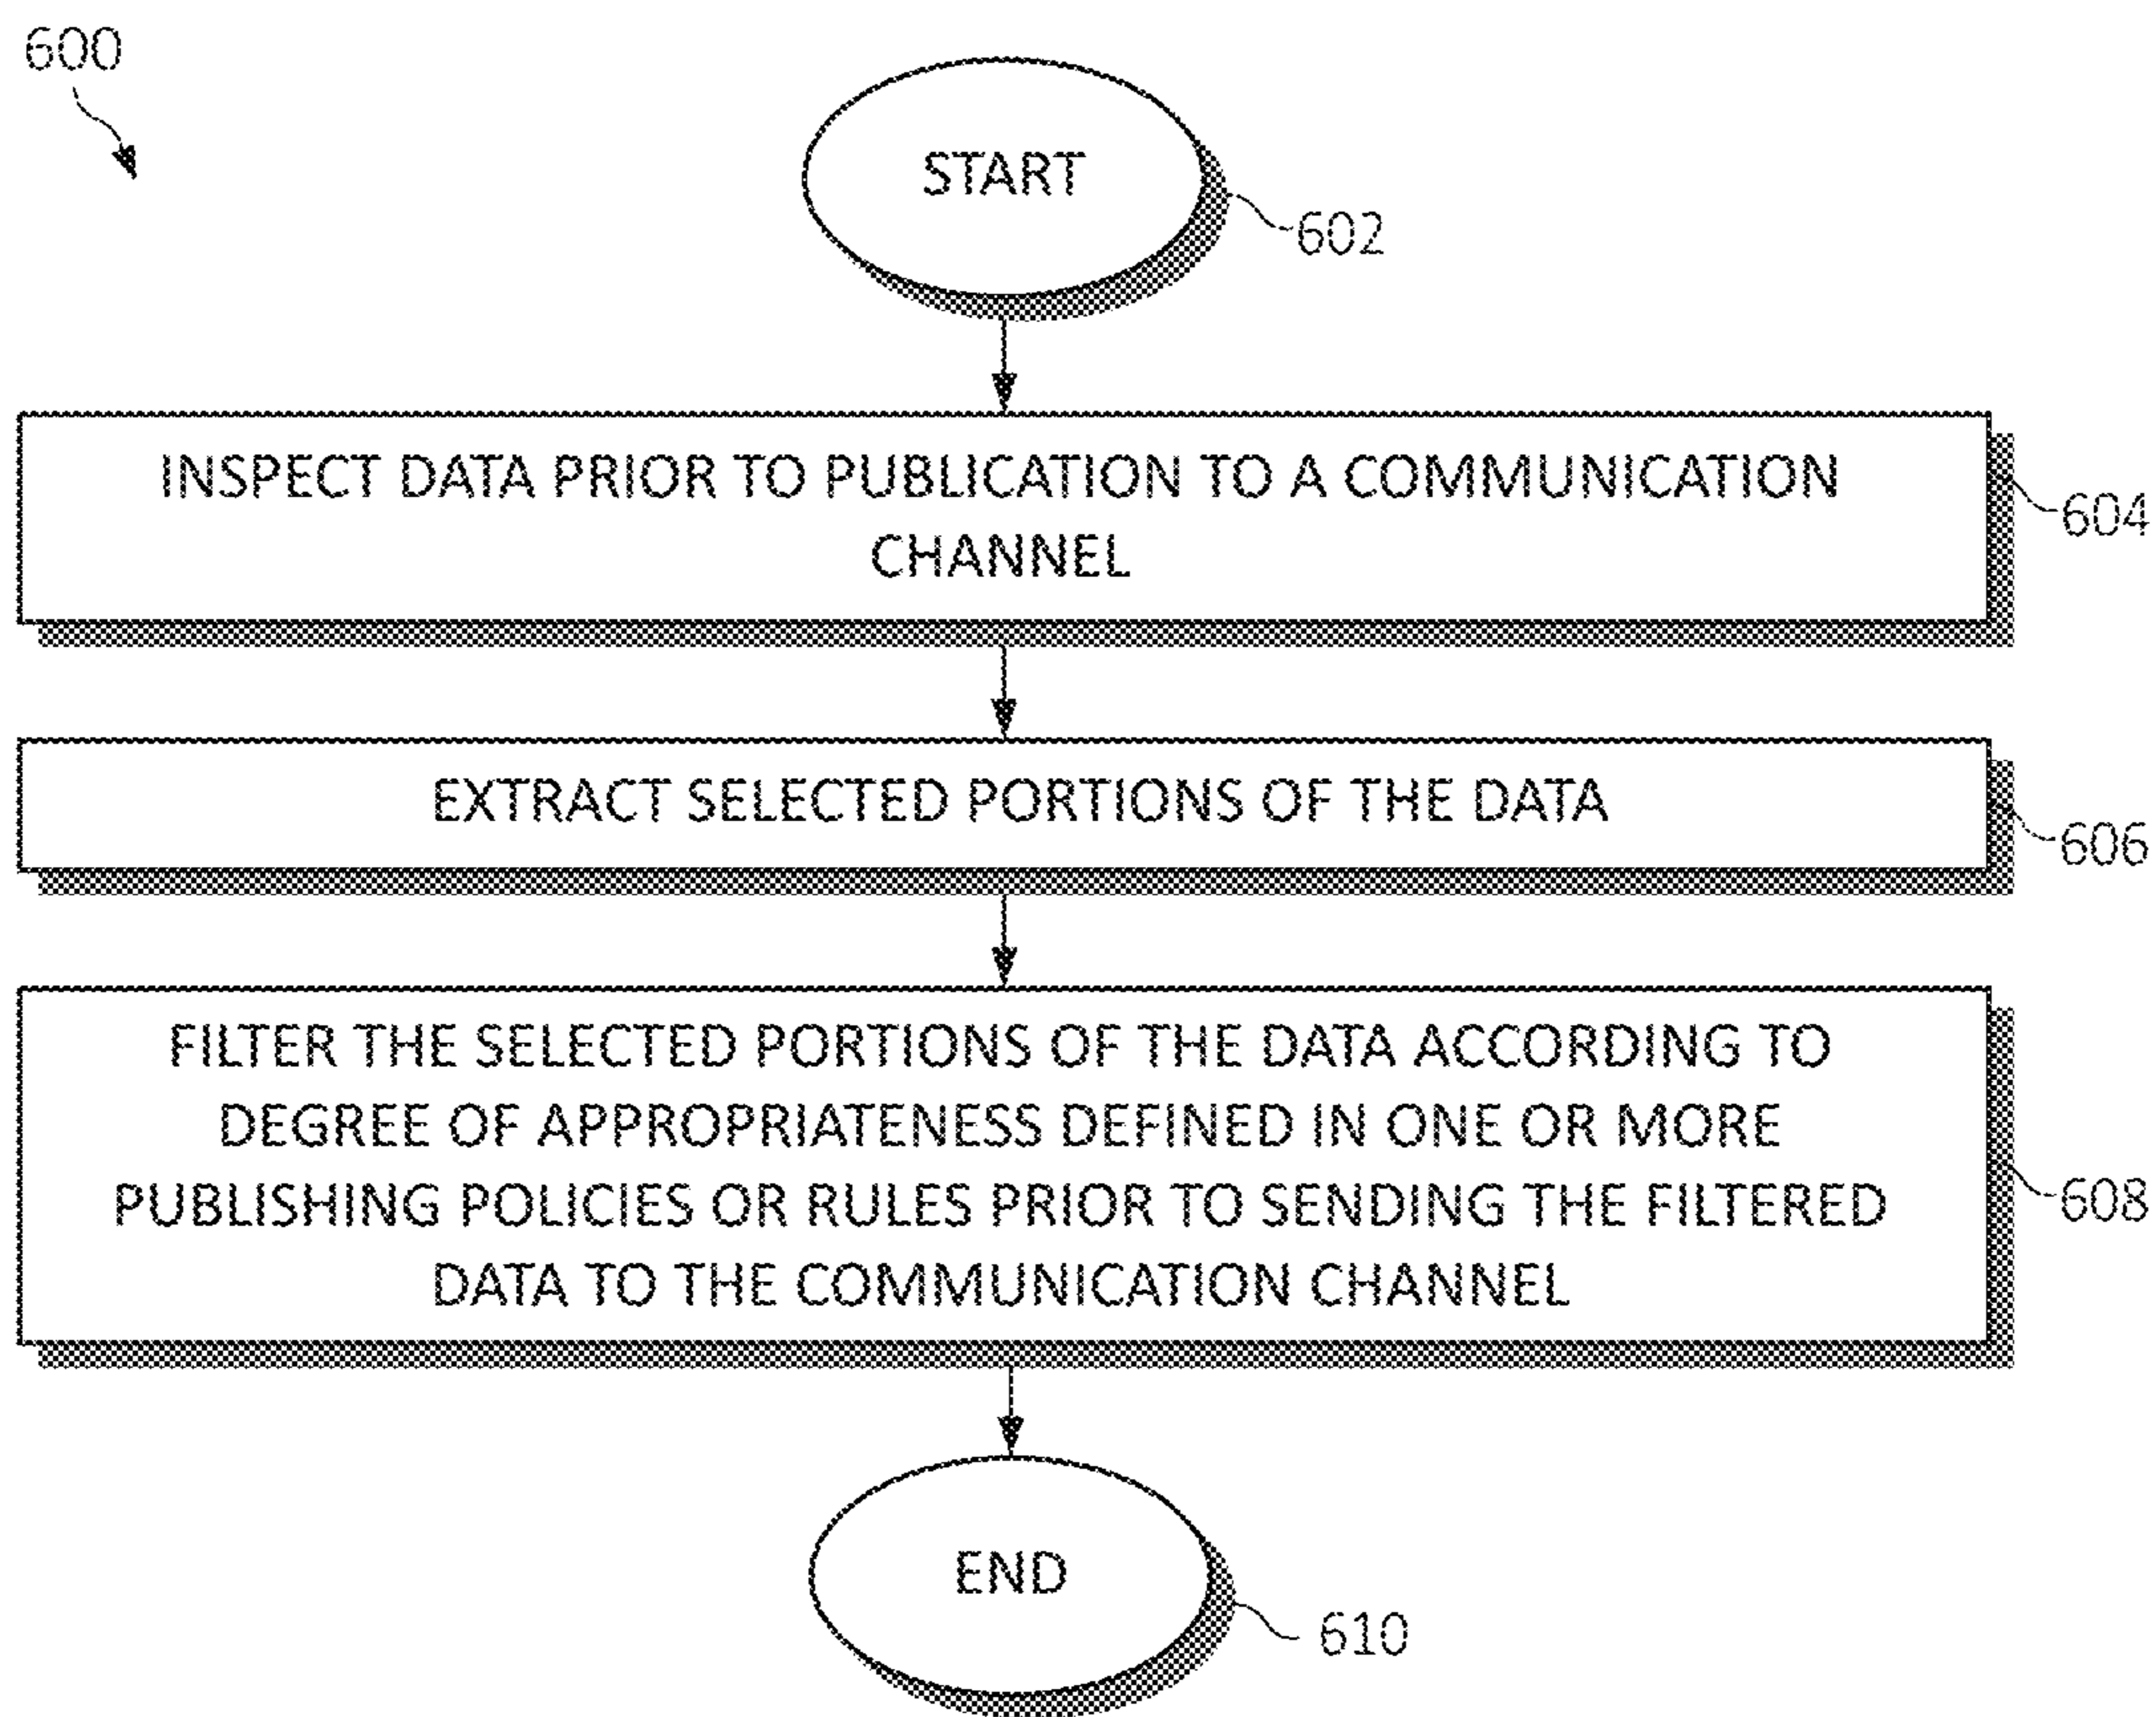 600
START
602
INSPECT DATA PRIOR TO PUBLICATION TO A COMMUNICATION
CHANNEL
604
EXTRACT SELECTED PORTIONS OF THE DATA
606
FILTER THE SELECTED PORTIONS OF THE DATA ACCORDING TO
DEGREE OF APPROPRIATENESS DEFINED IN ONE OR MORE
PUBLISHING POLICIES OR RULES PRIOR TO SENDING THE FILTERED
DATA TO THE COMMUNICATION CHANNEL
608
END
610